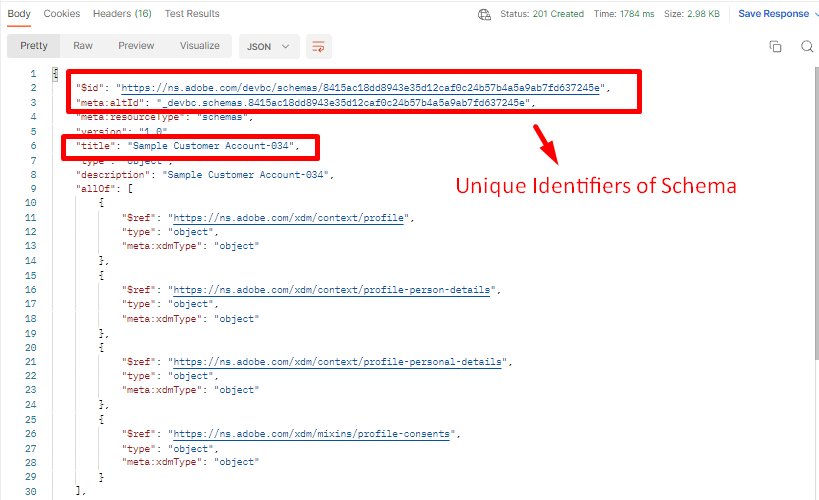 Body Cookies Headers (16) Test Results Status: 201 Created Time: 1784 ms Size: 2.98 KB Save Response
Pretty Raw Preview Visualize JSON
1 {
2 "$id": "https://ns.adobe.com/devbc/schemas/8415ac18dd8943e35d12caf0c24b57b4a5a9ab7fd637245e",
3 "meta:altId": "_devbc.schemas.8415ac18dd8943e35d12caf0c24b57b4a5a9ab7fd637245e",
4 "meta:resourceType": "schemas",
5 "version": "1.0"
6 "title": "Sample Customer Account-034",
7 "type": "object",
8 "description": "Sample Customer Account-034",
9 "allOf": [
10 {
11 "$ref": "https://ns.adobe.com/xdm/context/profile",
12 "type": "object",
13 "meta:xdmType": "object"
14 },
15 {
16 "$ref": "https://ns.adobe.com/xdm/context/profile-person-details",
17 "type": "object",
18 "meta:xdmType": "object"
19 },
20 {
21 "$ref": "https://ns.adobe.com/xdm/context/profile-personal-details",
22 "type": "object",
23 "meta:xdmType": "object"
24 },
25 {
26 "$ref": "https://ns.adobe.com/xdm/mixins/profile-consents",
27 "type": "object",
28 "meta:xdmType": "object"
29 }
30 ],
Unique Identifiers of Schema